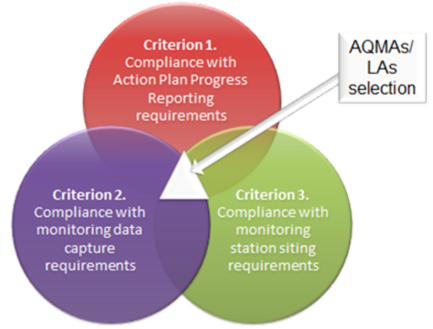 Criterion 1.
Compliance with
Action Plan Progress
Reporting
requirements
AQMAs/
LAs
selection
Criterion 2.
Compliance with
monitoring data
capture
requirements
Criterion 3.
Compliance with
monitoring
station siting
requirements